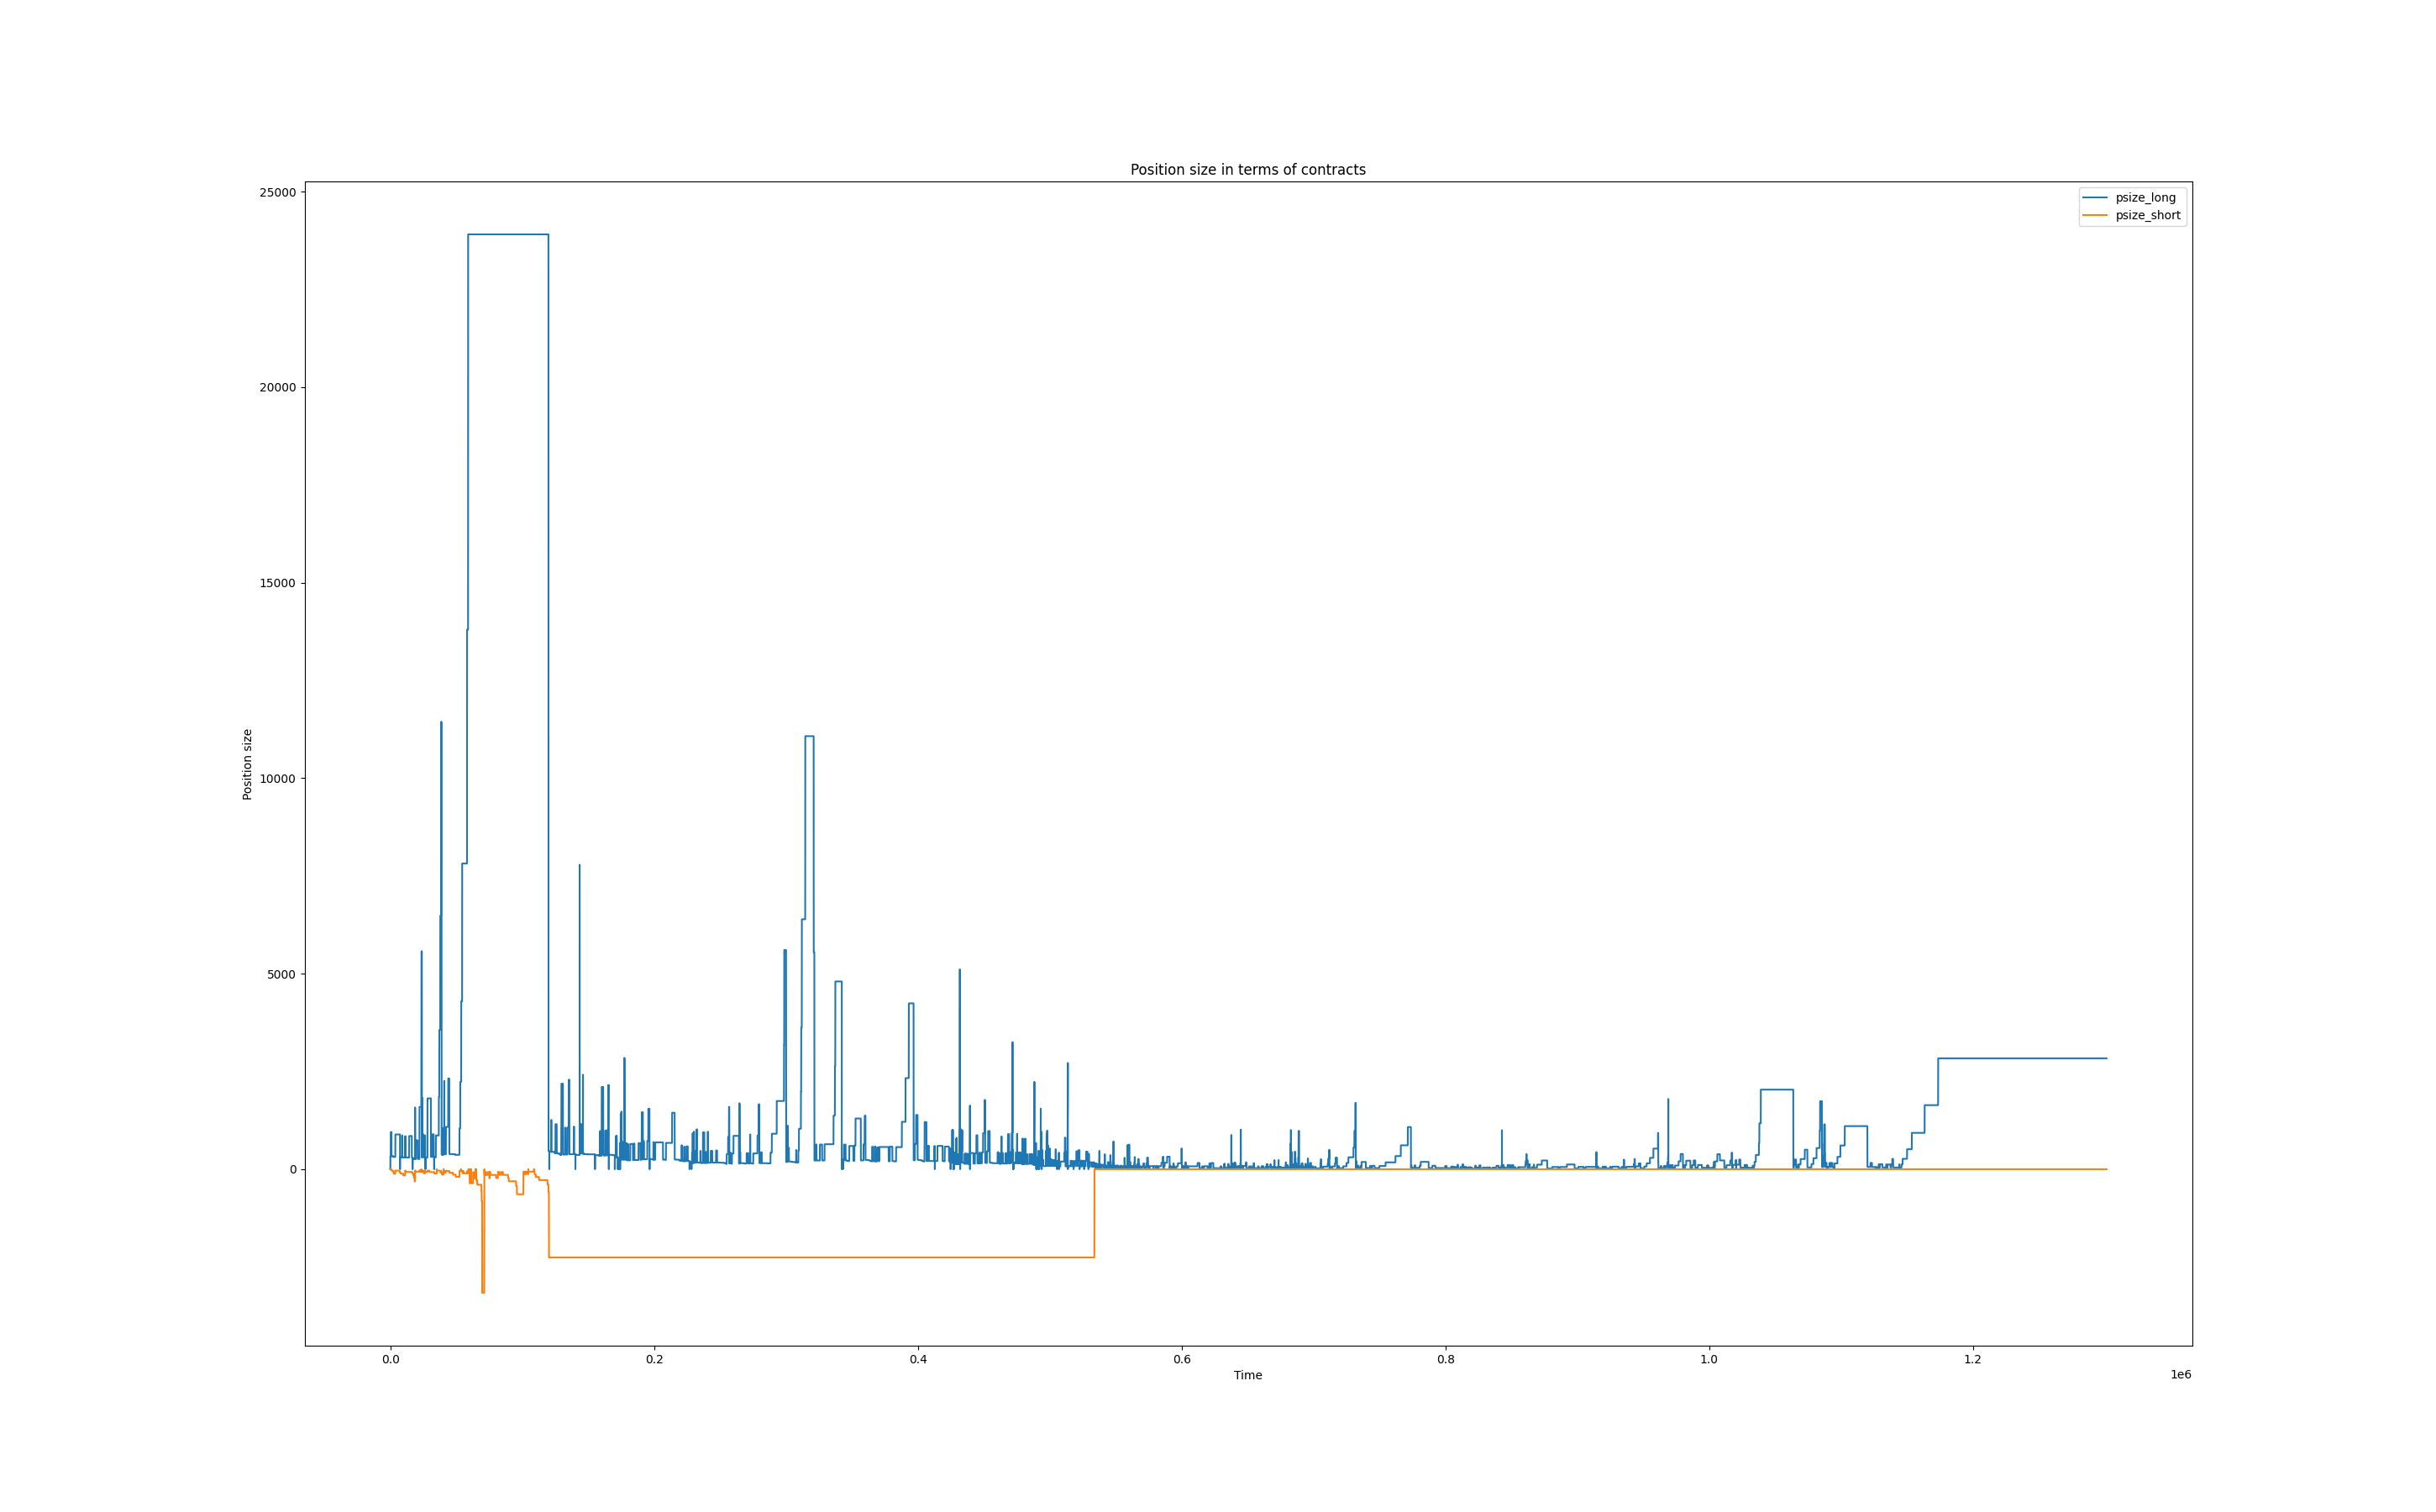 Position size in terms of contracts
psize_long
psize_short
25000
20000
15000
10000
5000
0
Position size
0.0 0.2 0.4 0.6 0.8 1.0 1.2
Time
1e6